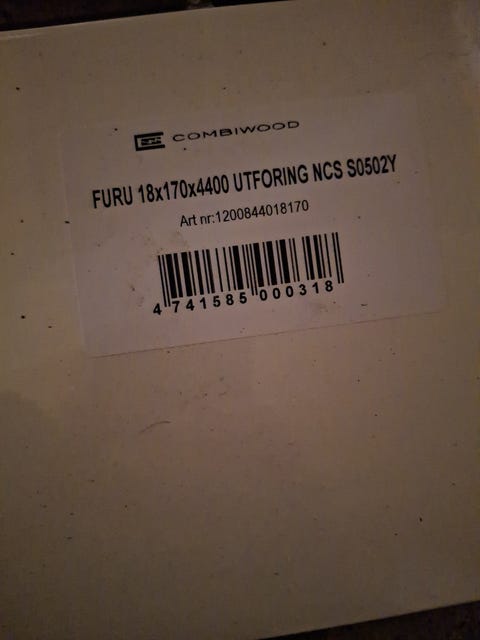 COMBIWOOD
FURU 18x170x4400 UTFORING NCS S0502Y
Art nr:1200844018170
4 741585 000318